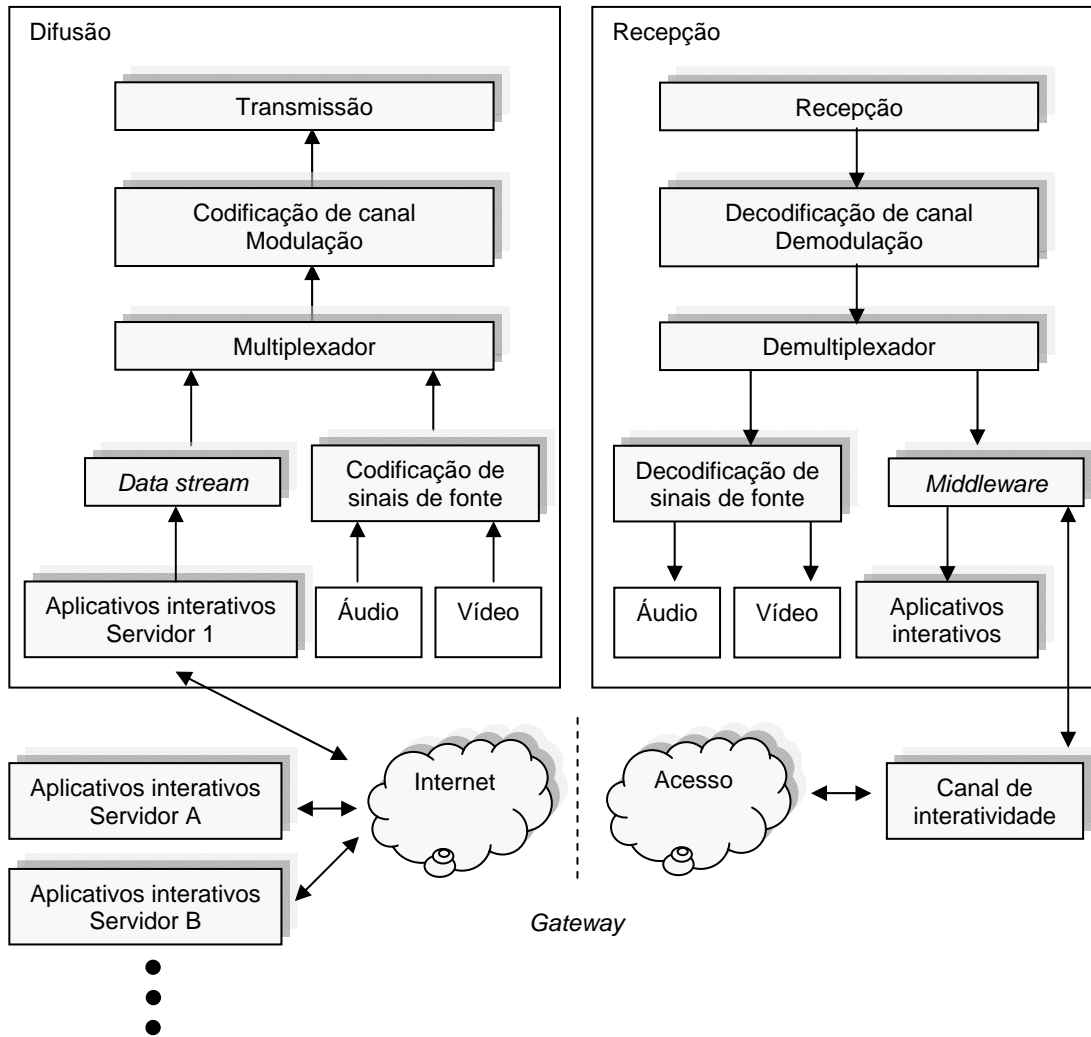 Difusão
Transmissão
Codificação de canal
Modulação
Multiplexador
Data stream
Codificação de
sinais de fonte
Aplicativos interativos
Servidor 1
Áudio
Vídeo
Recepção
Recepção
Decodificação de canal
Demodulação
Demultiplexador
Decodificação de
sinais de fonte
Middleware
Áudio
Vídeo
Aplicativos
interativos
Aplicativos interativos
Servidor A
Internet
Acesso
Canal de
interatividade
Aplicativos interativos
Servidor B
Gateway